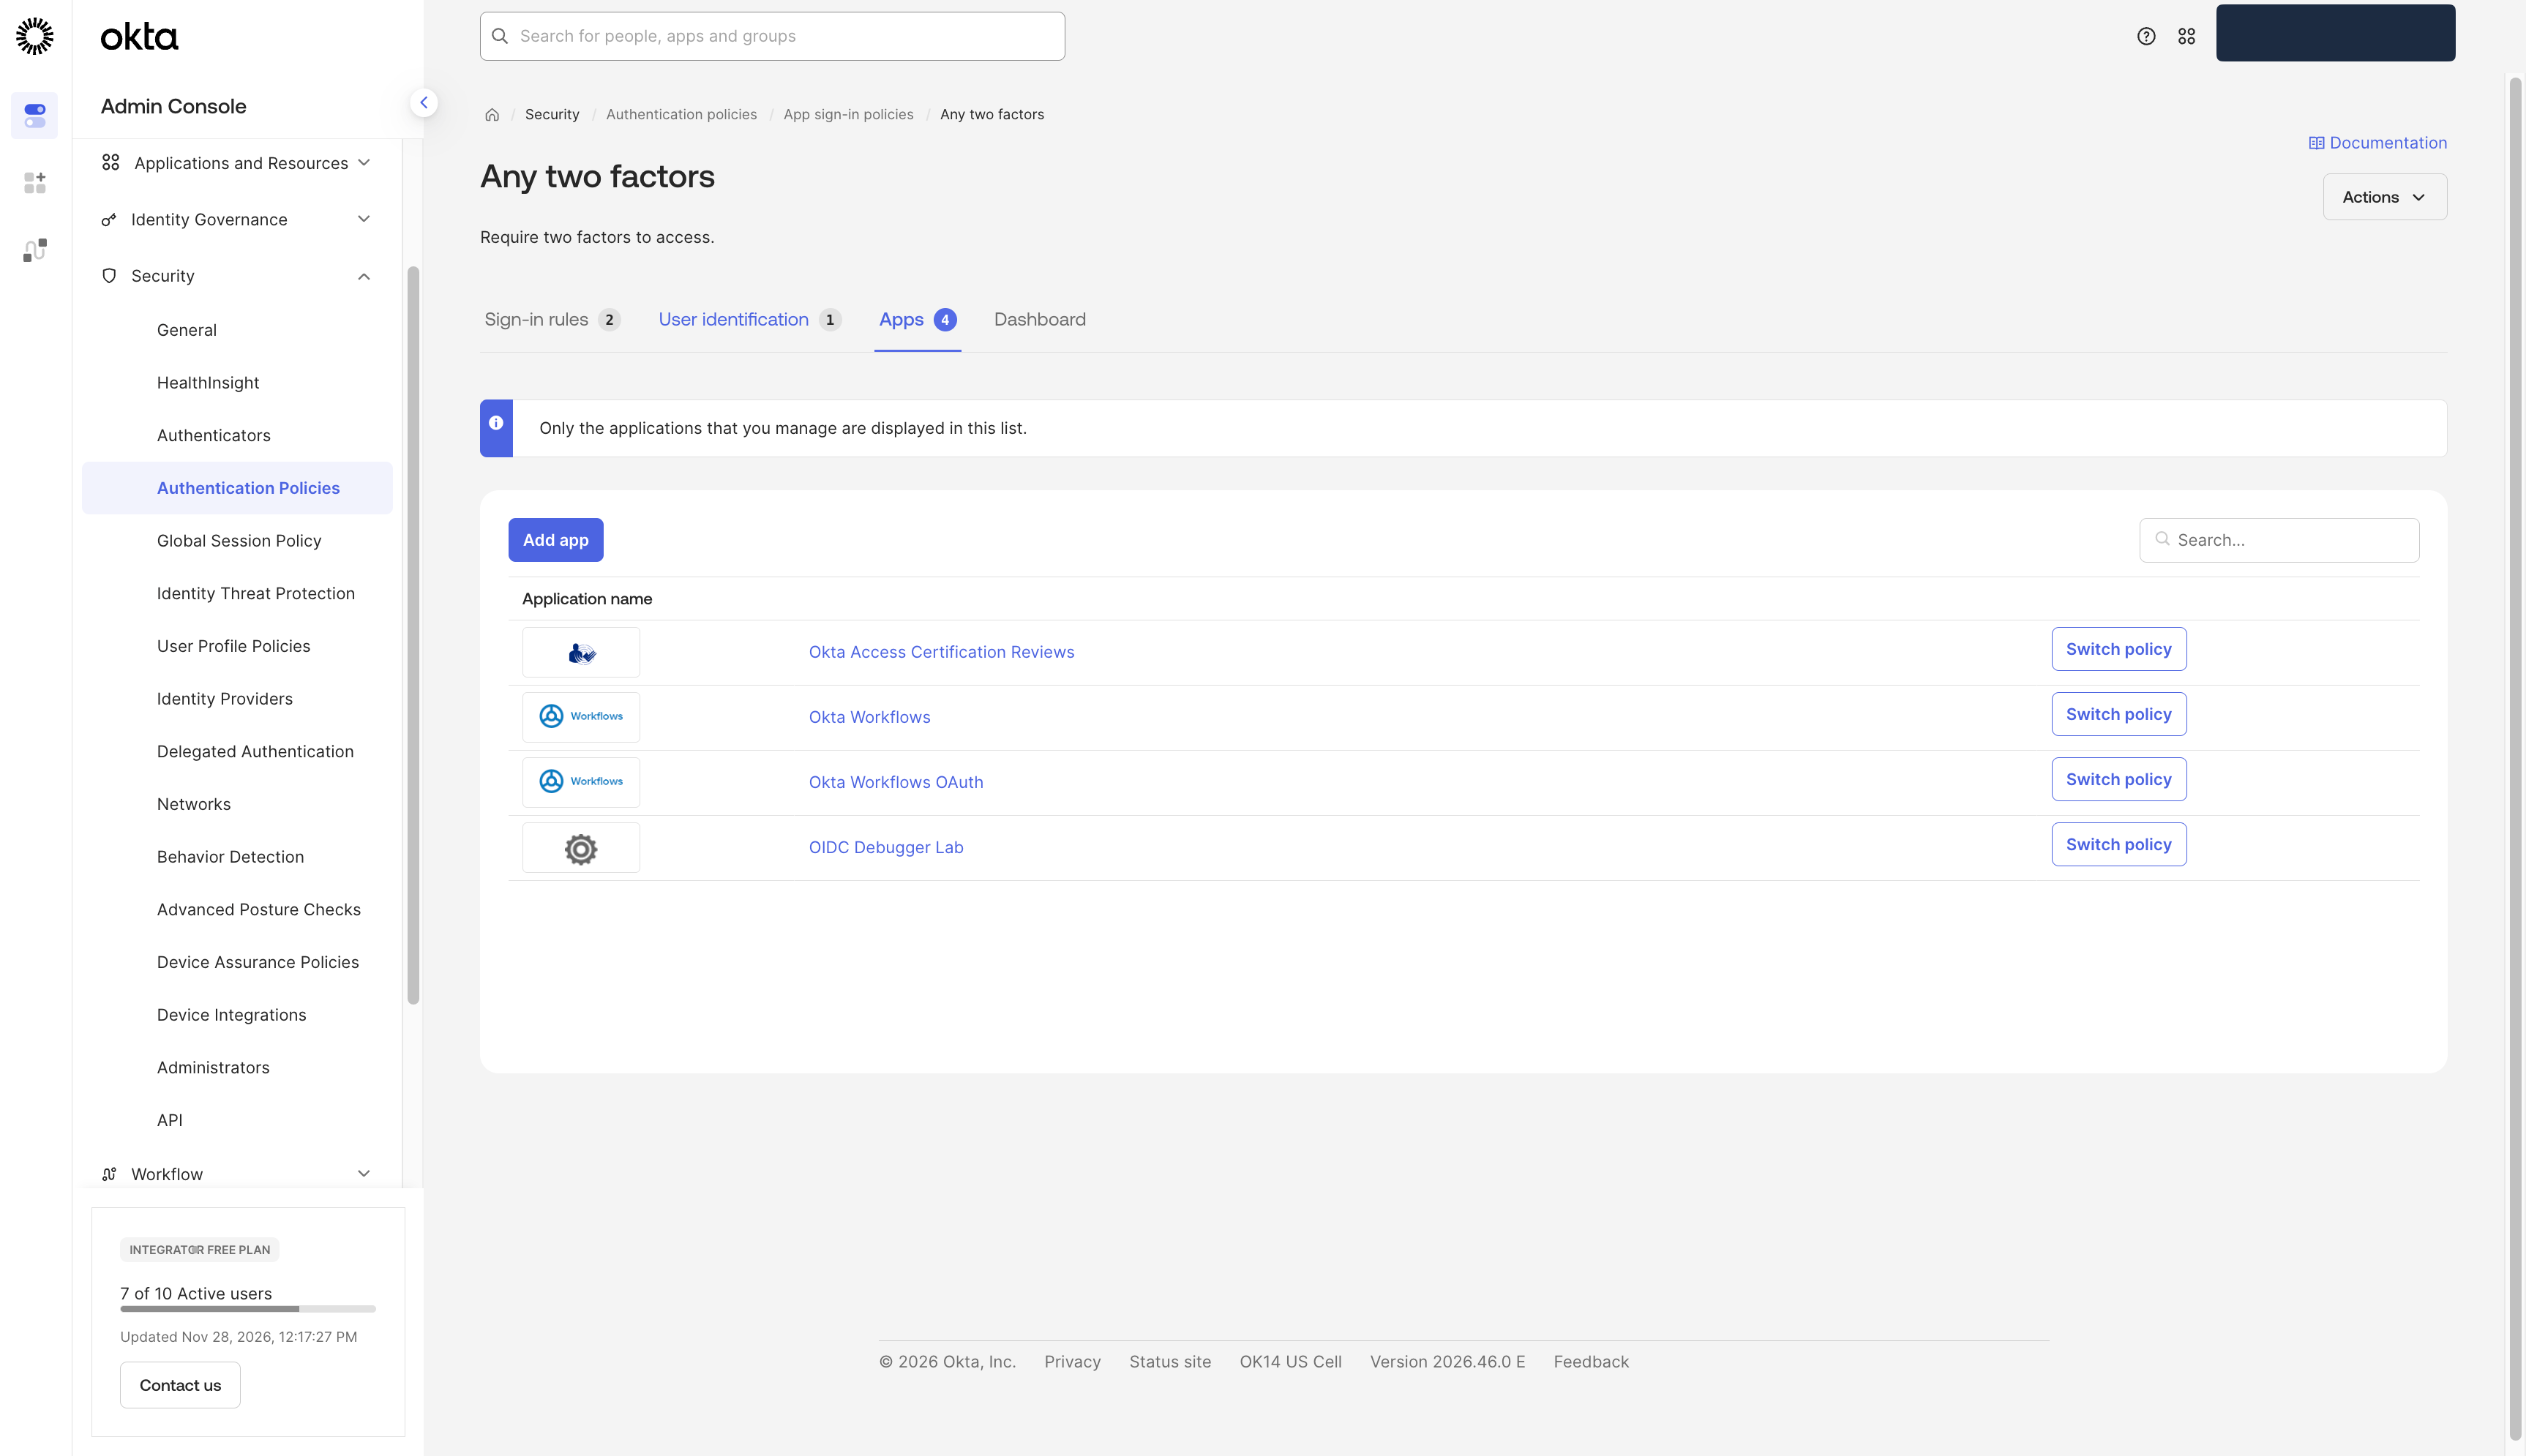 okta
Search for people, apps and groups
Admin Console
Applications and Resources
Identity Governance
Security
General
HealthInsight
Authenticators
Authentication Policies
Global Session Policy
Identity Threat Protection
User Profile Policies
Identity Providers
Delegated Authentication
Networks
Behavior Detection
Advanced Posture Checks
Device Assurance Policies
Device Integrations
Administrators
API
Workflow
INTEGRATOR FREE PLAN
7 of 10 Active users
Updated Nov 28, 2026, 12:17:27 PM
Contact us
/ Security / Authentication policies / App sign-in policies / Any two factors
Documentation
Any two factors
Actions
Require two factors to access.
Sign-in rules 2 User identification 1 Apps 4 Dashboard
Only the applications that you manage are displayed in this list.
Add app
Search...
Application name
Okta Access Certification Reviews Switch policy
Workflows Okta Workflows Switch policy
Workflows Okta Workflows OAuth Switch policy
OIDC Debugger Lab Switch policy
© 2026 Okta, Inc. Privacy Status site OK14 US Cell Version 2026.46.0 E Feedback